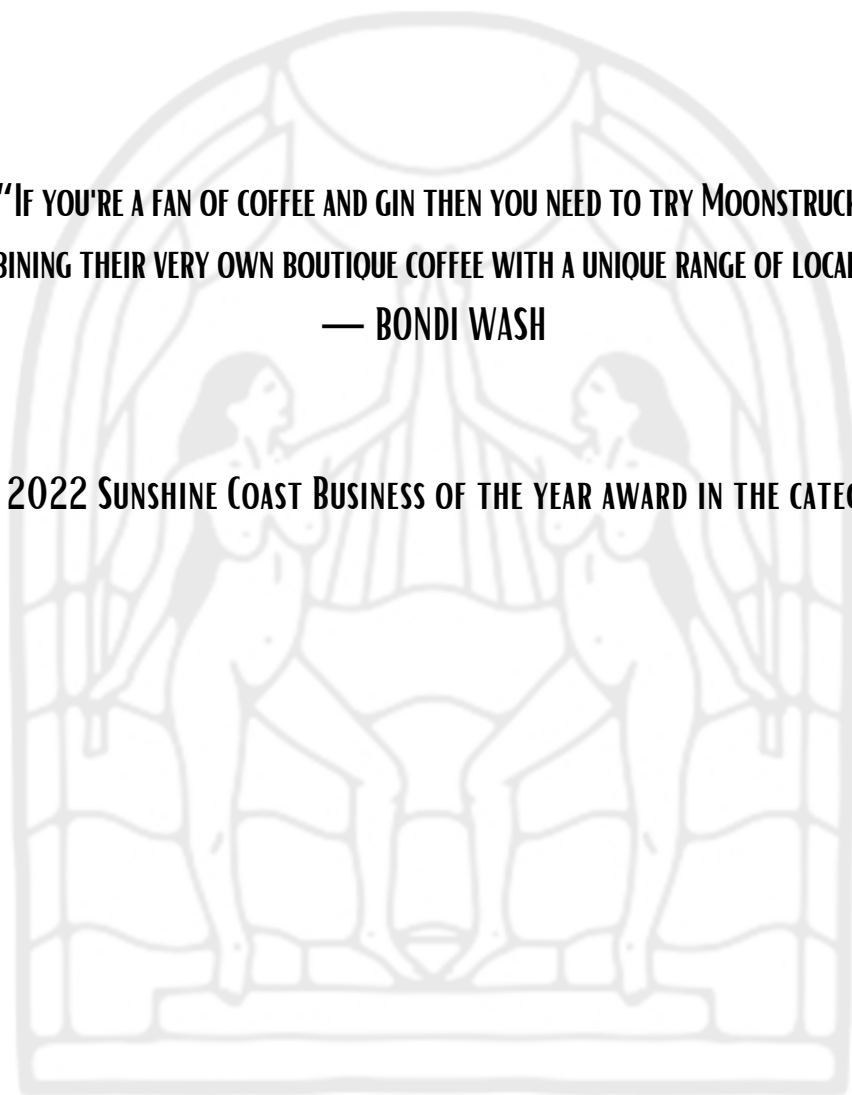 “If you're a fan of coffee and gin then you need to try
their very own boutique coffee with a unique range of
— BONDI WASH
2022 Sunshine Coast Business of the year award in the